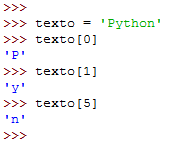 >>>
>>> texto = 'Python'
>>> texto[0]
'P'
>>> texto[1]
'y'
>>> texto[5]
'n'
>>>